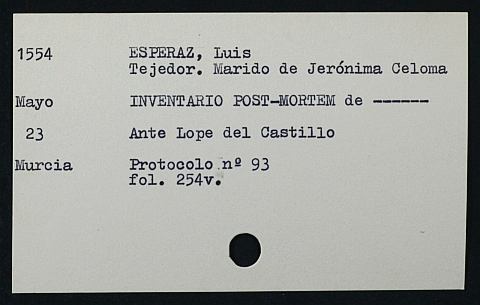 1554 ESPERAZ, Luis
Tejedor. Marido de Jerónima Celoma
Mayo INVENTARIO POST-MORTEM de ------
23 Ante Lope del Castillo
Murcia Protocolo nº 93
fol. 254v.